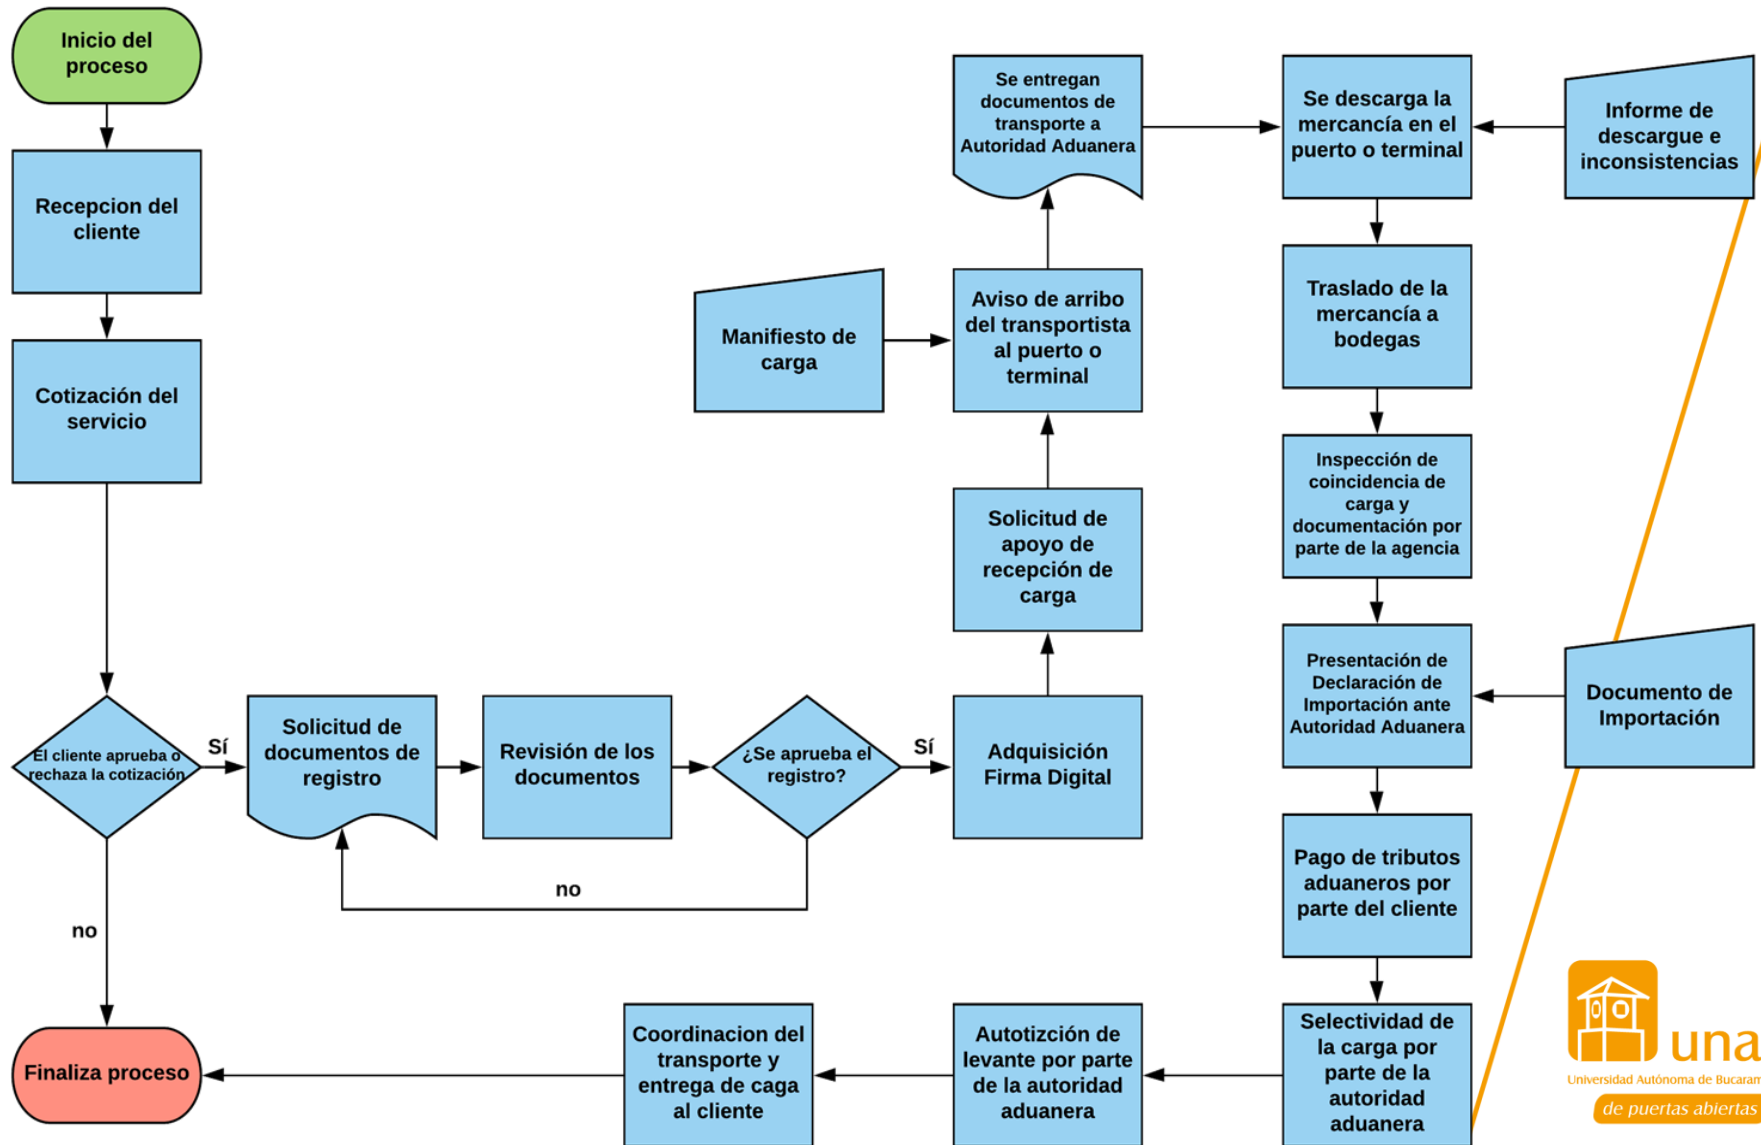 Inicio del
proceso
Recepcion del
cliente
Cotización del
servicio
El cliente aprueba o
rechaza la cotización
Sí
no
Solicitud de
documentos de
registro
Revisión de los
documentos
¿Se aprueba el
registro?
Sí
no
Adquisición
Firma Digital
Solicitud de
apoyo de
recepción de
carga
Manifiesto de
carga
Aviso de arribo
del transportista
al puerto o
terminal
Se entregan
documentos de
transporte a
Autoridad Aduanera
Se descarga la
mercancía en el
puerto o terminal
Informe de
descargue e
inconsistencias
Traslado de la
mercancía a
bodegas
Inspección de
coincidencia de
carga y
documentación por
parte de la agencia
Presentación de
Declaración de
Importación ante
Autoridad Aduanera
Documento de
Importación
Pago de tributos
aduaneros por
parte del cliente
Selectividad de
la carga por
parte de la
autoridad
aduanera
Autotizción de
levante por parte
de la autoridad
aduanera
Coordinacion del
transporte y
entrega de caga
al cliente
Finaliza proceso
una
Universidad Autónoma de Bucaram
de puertas abiertas